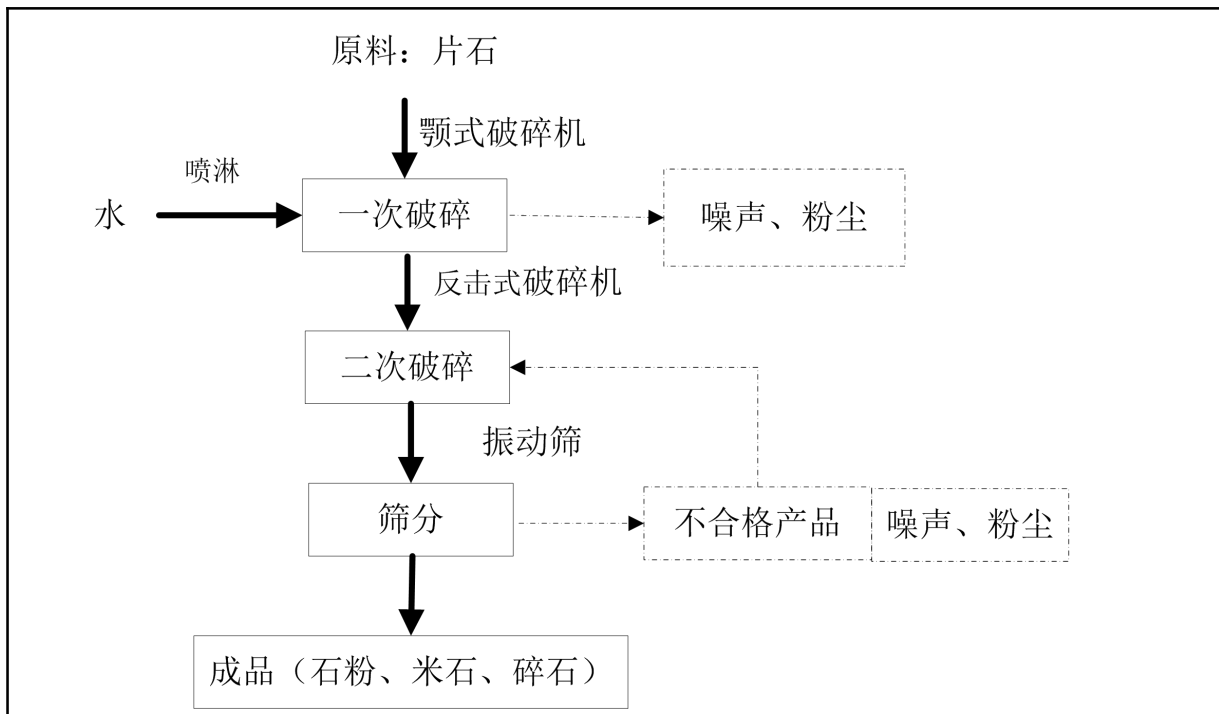 原料：片石
颚式破碎机
喷淋
水
一次破碎
噪声、粉尘
反击式破碎机
二次破碎
振动筛
筛分
不合格产品
噪声、粉尘
成品（石粉、米石、碎石）